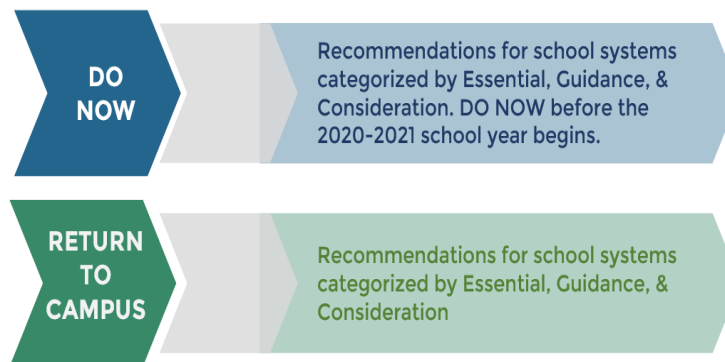 DO
NOW
Recommendations for school systems
categorized by Essential, Guidance, &
Consideration. DO NOW before the
2020-2021 school year begins.
RETURN
TO
CAMPUS
Recommendations for school systems
categorized by Essential, Guidance, &
Consideration